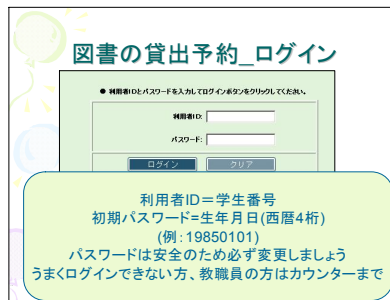 図書の貸出予約_ログイン
● 利用者IDとパスワードを入力してログインボタンをクリックしてください。
利用者ID:
パスワード:
ログイン クリア
利用者ID＝学生番号
初期パスワード=生年月日(西暦4桁)
(例：19850101)
パスワードは安全のため必ず変更しましょう
うまくログインできない方、教職員の方はカウンターまで